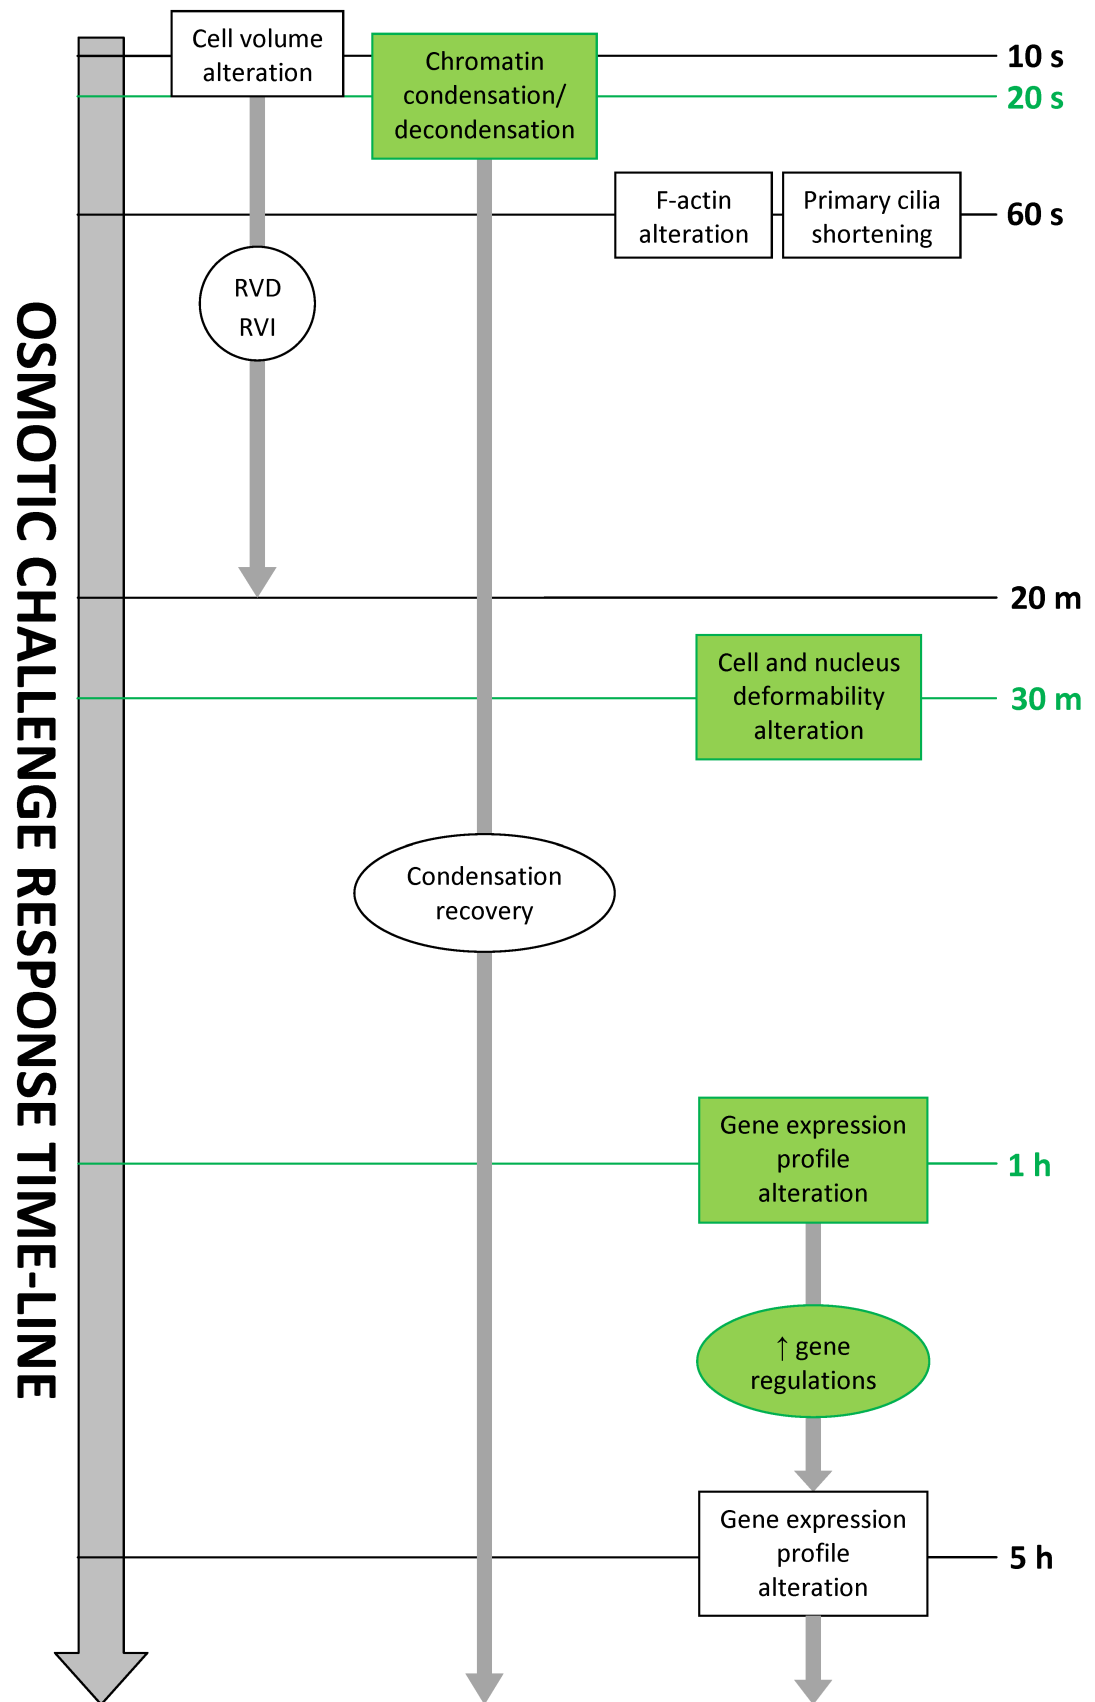 OSMOTIC CHALLENGE RESPONSE TIME-LINE
Cell volume
alteration
Chromatin
condensation/
decondensation
10 s
20 s
F-actin
alteration
Primary cilia
shortening
60 s
RVD
RVI
20 m
Cell and nucleus
deformability
alteration
30 m
Condensation
recovery
Gene expression
profile
alteration
1 h
↑ gene
regulations
Gene expression
profile
alteration
5 h